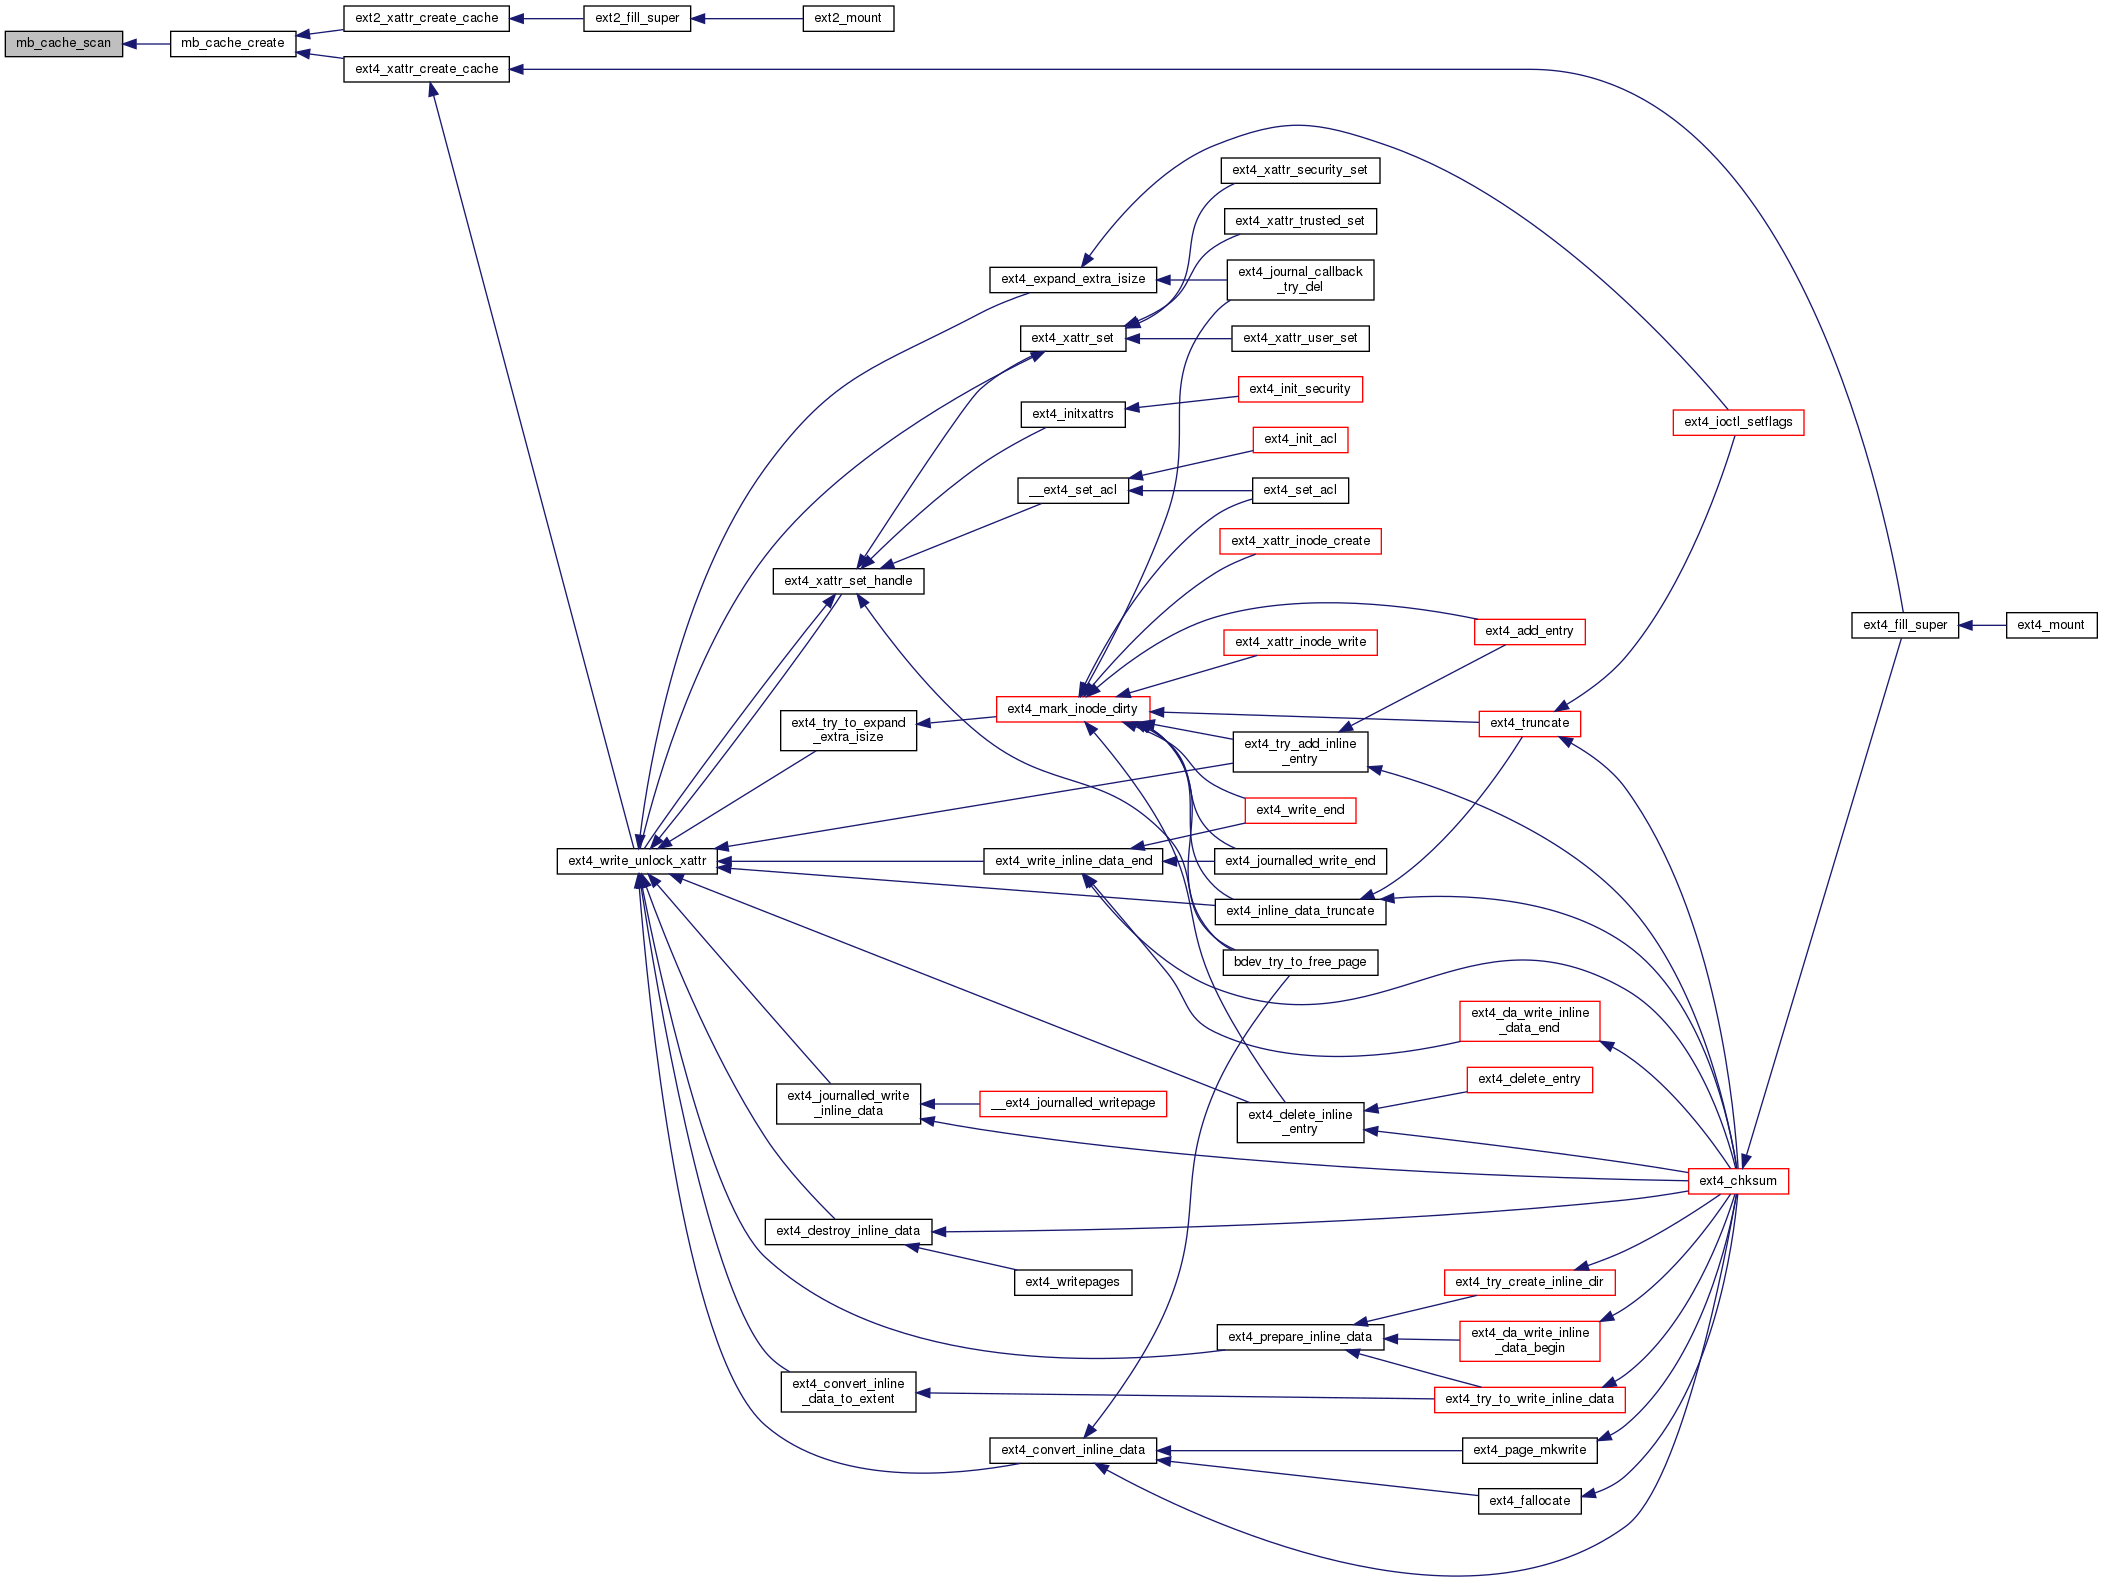 ext2_xattr_create_cache
ext2_fill_super
ext2_mount
mb_cache_scan
mb_cache_create
ext4_xattr_create_cache
ext4_xattr_security_set
ext4_xattr_trusted_set
ext4_expand_extra_isize
ext4_journal_callback
_try_del
ext4_xattr_set
ext4_xattr_user_set
ext4_init_security
ext4_initxattrs
ext4_ioctl_setflags
ext4_init_acl
__ext4_set_acl
ext4_set_acl
ext4_xattr_inode_create
ext4_xattr_set_handle
ext4_fill_super
ext4_mount
ext4_add_entry
ext4_xattr_inode_write
ext4_mark_inode_dirty
ext4_try_to_expand
_extra_isize
ext4_truncate
ext4_try_add_inline
_entry
ext4_write_end
ext4_write_unlock_xattr
ext4_write_inline_data_end
ext4_journalled_write_end
ext4_inline_data_truncate
bdev_try_to_free_page
ext4_da_write_inline
_data_end
ext4_delete_entry
ext4_journalled_write
_inline_data
__ext4_journalled_writepage
ext4_delete_inline
_entry
ext4_chksum
ext4_destroy_inline_data
ext4_writepages
ext4_try_create_inline_dir
ext4_prepare_inline_data
ext4_da_write_inline
_data_begin
ext4_convert_inline
_data_to_extent
ext4_try_to_write_inline_data
ext4_convert_inline_data
ext4_page_mkwrite
ext4_fallocate